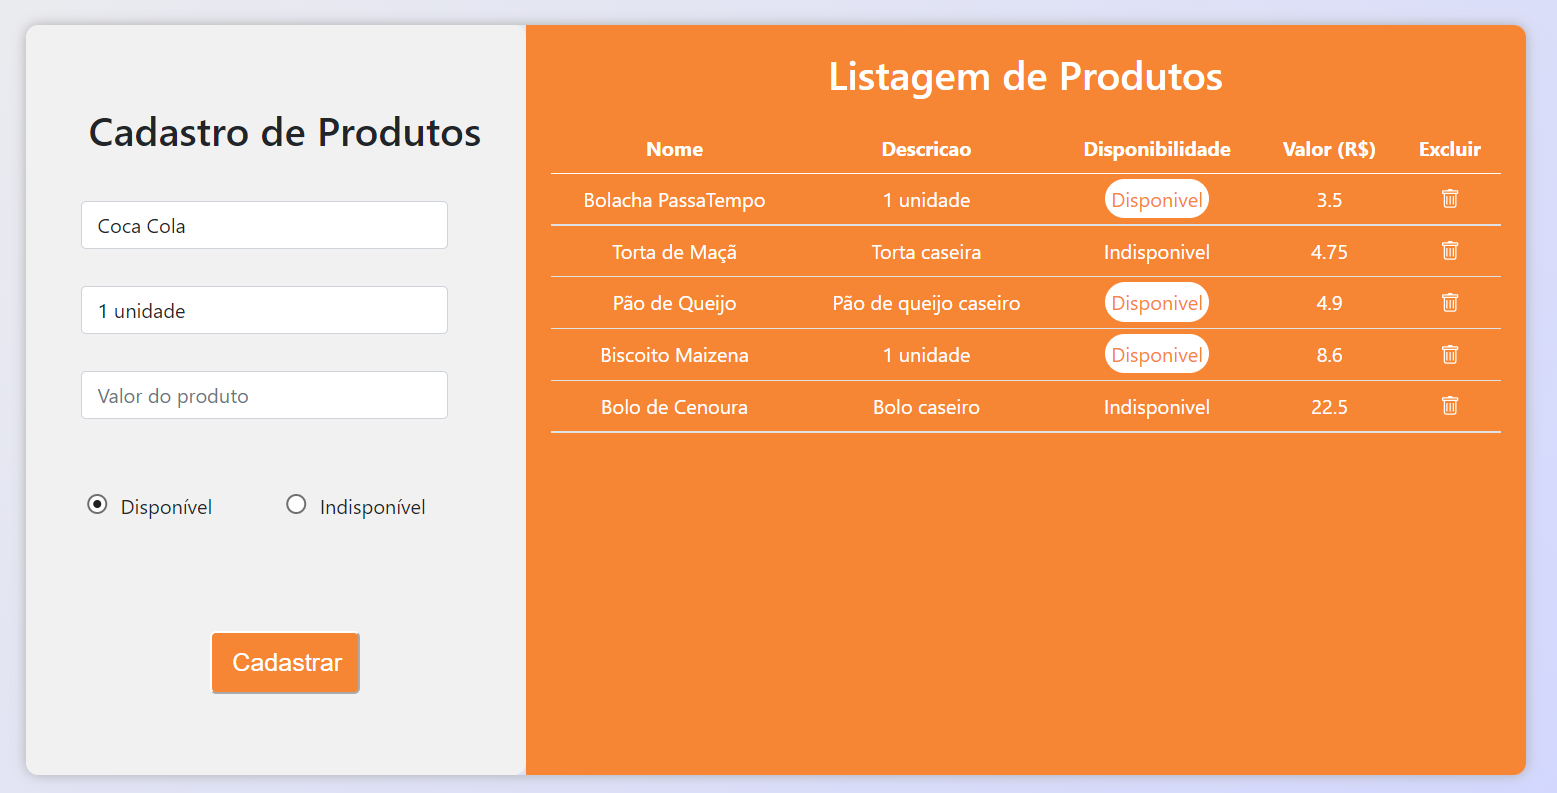 Cadastro de Produtos
Coca Cola
1 unidade
Valor do produto
Disponível Indisponível
Cadastrar
Listagem de Produtos
Nome Descricao Disponibilidade Valor (R$) Excluir
Bolacha PassaTempo 1 unidade Disponivel 3.5
Torta de Maçã Torta caseira Indisponivel 4.75
Pão de Queijo Pão de queijo caseiro Disponivel 4.9
Biscoito Maizena 1 unidade Disponivel 8.6
Bolo de Cenoura Bolo caseiro Indisponivel 22.5